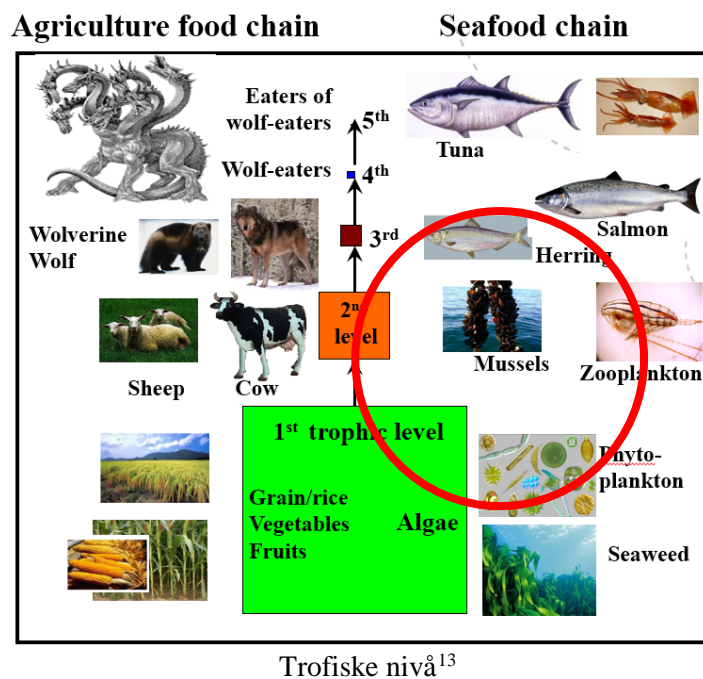 Agriculture food chain
Seafood chain
Eaters of
wolf-eaters
5th
Tuna
Wolf-eaters
4th
Salmon
Wolverine
Wolf
3rd
Herring
2n
level
Mussels
Zooplankton
Sheep
Cow
1st trophic level
Phyto-
plankton
Grain/rice
Vegetables
Fruits
Algae
Seaweed
Trofiske nivå13